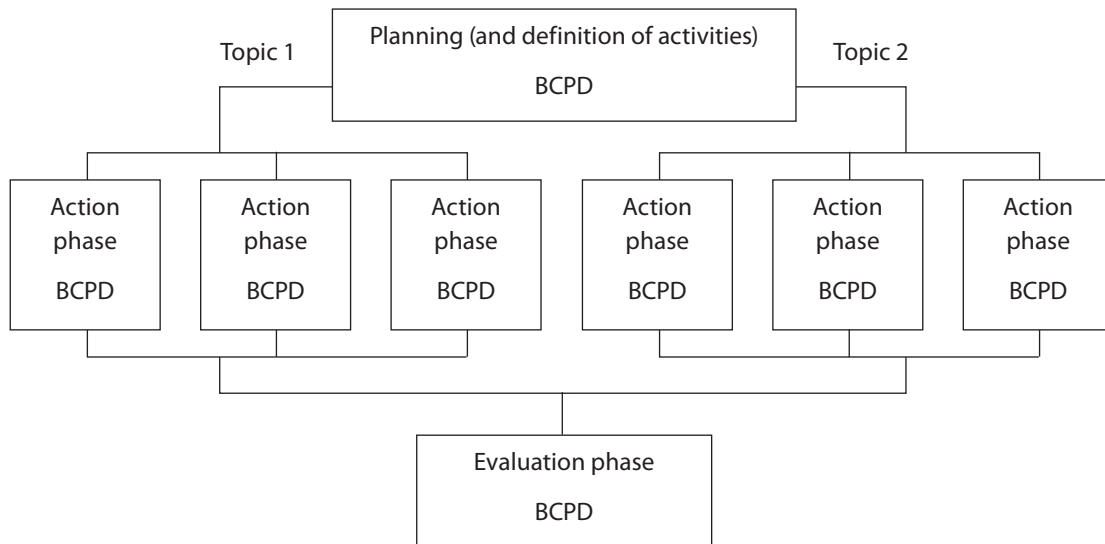 Planning (and definition of activities)
BCPD
Topic 1
Topic 2
Action
phase
BCPD
Action
phase
BCPD
Action
phase
BCPD
Action
phase
BCPD
Action
phase
BCPD
Action
phase
BCPD
Evaluation phase
BCPD